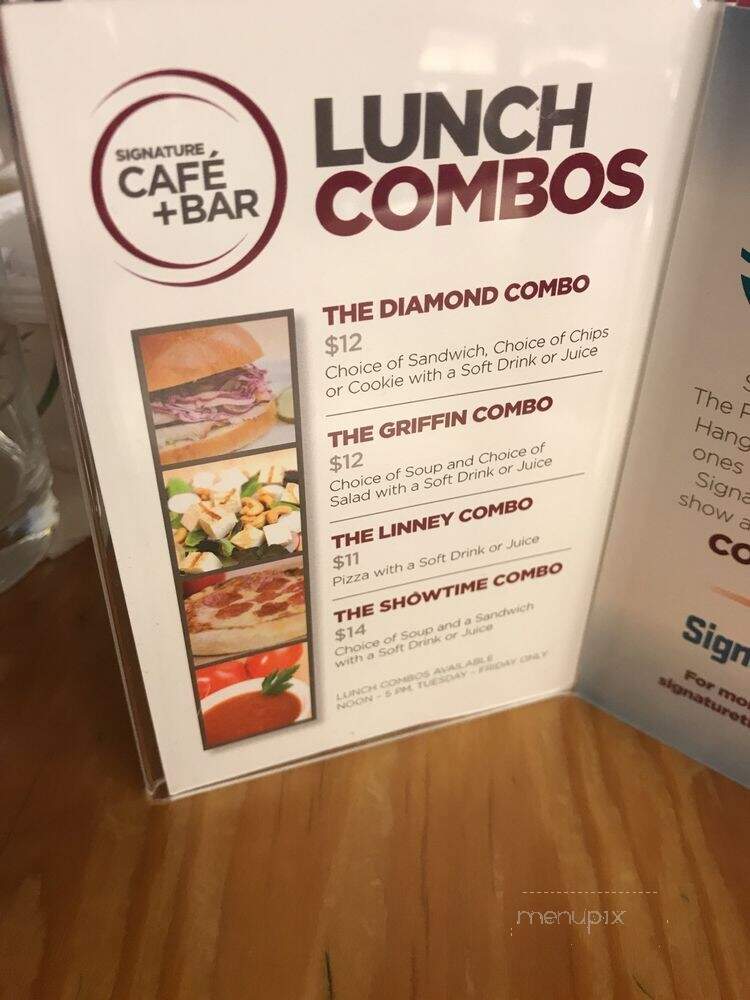 SIGNATURE
CAFÉ
+BAR
LUNCH
COMBOS
THE DIAMOND COMBO
$12
Choice of Sandwich, Choice of Chips
or Cookie with a Soft Drink or Juice
THE GRIFFIN COMBO
$12
Choice of Soup and Choice of
Salad with a Soft Drink or Juice
THE LINNEY COMBO
$11
Pizza with a Soft Drink or Juice
THE SHOWTIME COMBO
$14
Choice of Soup and a Sandwich
with a Soft Drink or Juice
LUNCH COMBOS AVAILABLE
NOON - 5 PM, TUESDAY - FRIDAY ONLY
The
ones
show
For
menupix